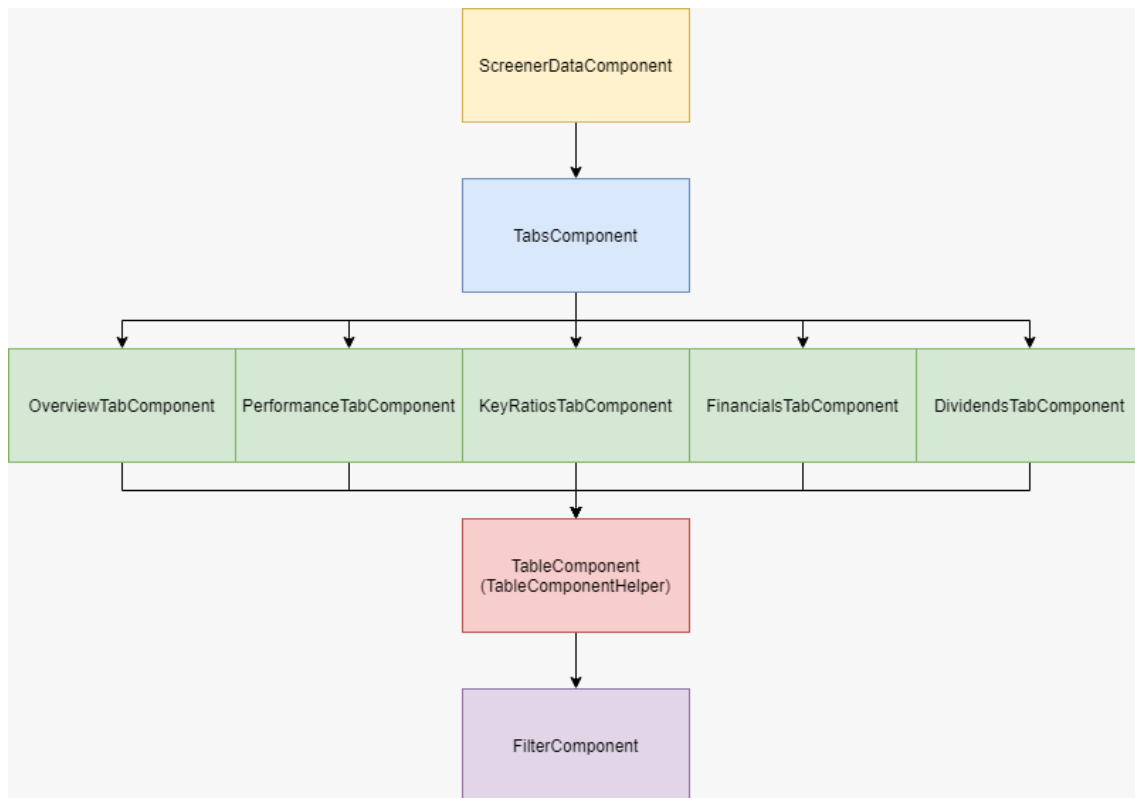 ScreenerDataComponent
TabsComponent
OverviewTabComponent
PerformanceTabComponent
KeyRatiosTabComponent
FinancialsTabComponent
DividendsTabComponent
TableComponent
(TableComponentHelper)
FilterComponent